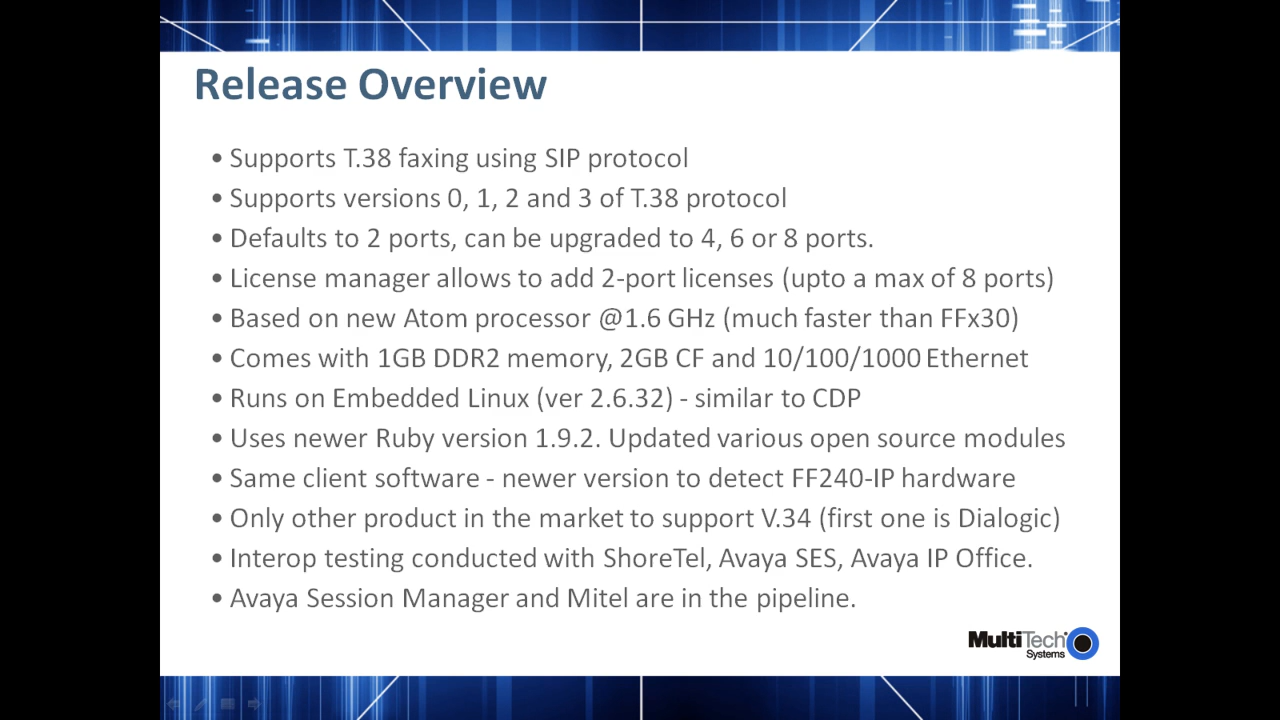 Release Overview
• Supports T.38 faxing using SIP protocol
• Supports versions 0, 1, 2 and 3 of T.38 protocol
• Defaults to 2 ports, can be upgraded to 4, 6 or 8 ports.
• License manager allows to add 2-port licenses (upto a max of 8 ports)
• Based on new Atom processor @1.6 GHz (much faster than FFx30)
• Comes with 1GB DDR2 memory, 2GB CF and 10/100/1000 Ethernet
• Runs on Embedded Linux (ver 2.6.32) - similar to CDP
• Uses newer Ruby version 1.9.2. Updated various open source modules
• Same client software - newer version to detect FF240-IP hardware
• Only other product in the market to support V.34 (first one is Dialogic)
• Interop testing conducted with ShoreTel, Avaya SES, Avaya IP Office.
• Avaya Session Manager and Mitel are in the pipeline.
MultiTech
Systems